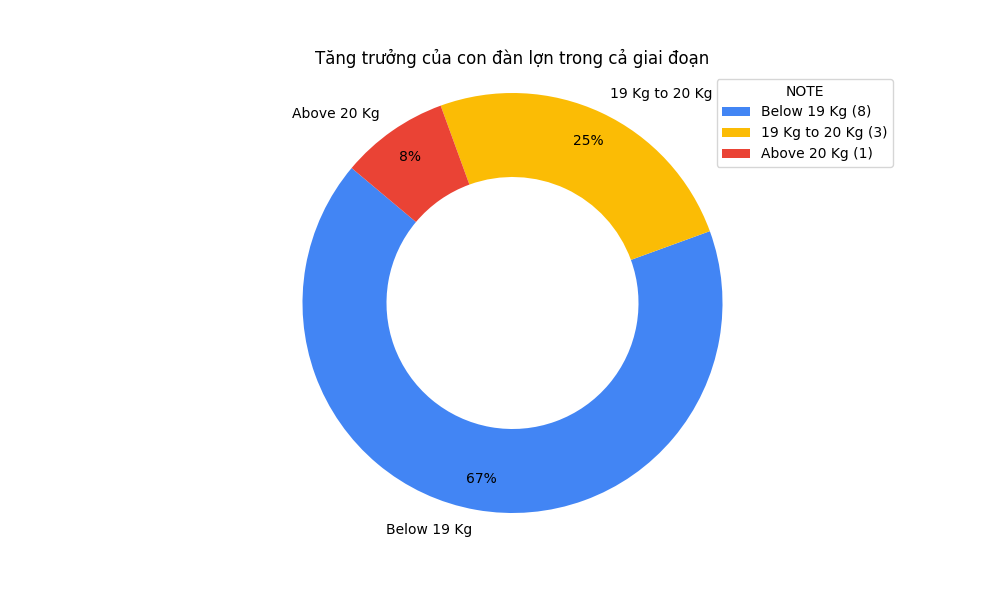 Tăng trưởng của con đàn lợn trong cả giai đoạn
19 Kg to 20 Kg
NOTE
Below 19 Kg (8)
19 Kg to 20 Kg (3)
Above 20 Kg (1)
Above 20 Kg
25%
8%
67%
Below 19 Kg